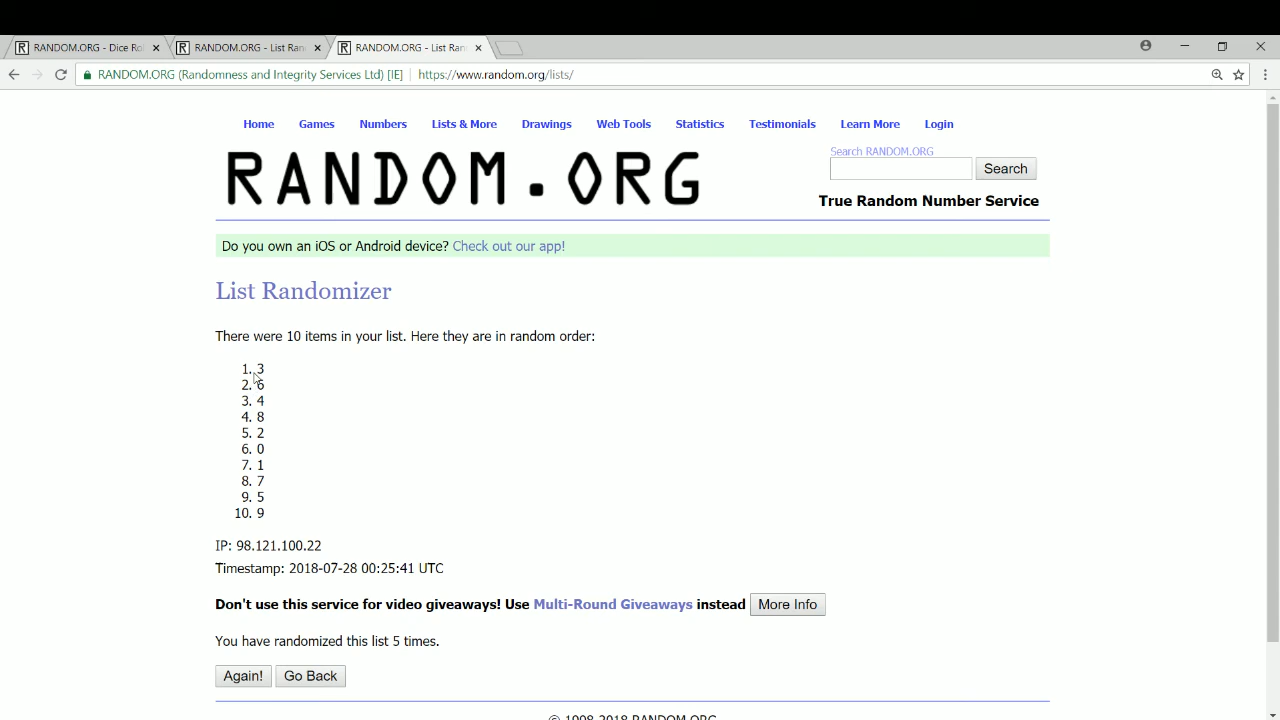 RANDOM.ORG - Dice Ro
RANDOM.ORG - List Ran
RANDOM.ORG - List Ran
RANDOM.ORG (Randomness and Integrity Services Ltd) [IE] https://www.random.org/lists/
Home Games Numbers Lists & More Drawings Web Tools Statistics Testimonials Learn More Login
RANDOM.ORG
Search RANDOM.ORG
Search
True Random Number Service
Do you own an iOS or Android device? Check out our app!
List Randomizer
There were 10 items in your list. Here they are in random order:
1. 3
2. 6
3. 4
4. 8
5. 2
6. 0
7. 1
8. 7
9. 5
10. 9
IP: 98.121.100.22
Timestamp: 2018-07-28 00:25:41 UTC
Don't use this service for video giveaways! Use Multi-Round Giveaways instead More Info
You have randomized this list 5 times.
Again! Go Back
© 1998-2018 RANDOM.ORG